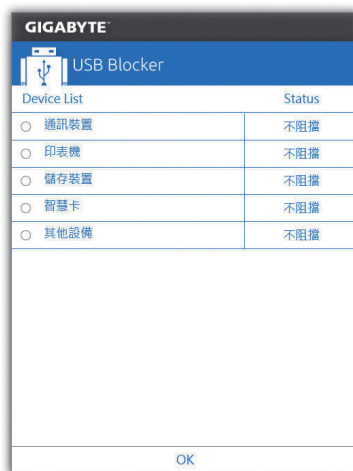 GIGABYTE™
USB Blocker
Device List Status
通訊裝置 不阻擋
印表機 不阻擋
儲存裝置 不阻擋
智慧卡 不阻擋
其他設備 不阻擋
OK